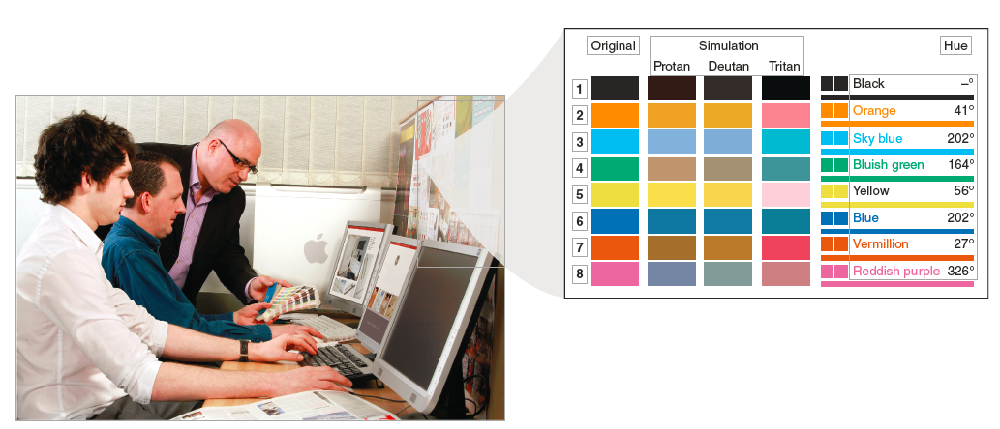 Original
Simulation
Hue
Protan Deutan Tritan
1 Black –°
2 Orange 41°
3 Sky blue 202°
4 Bluish green 164°
5 Yellow 56°
6 Blue 202°
7 Vermillion 27°
8 Reddish purple 326°